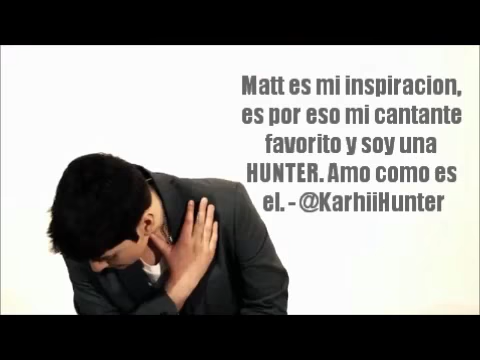 Matt es mi inspiracion,
es por eso mi cantante
favorito y soy una
HUNTER. Amo como es
el. - @KarhiiHunter